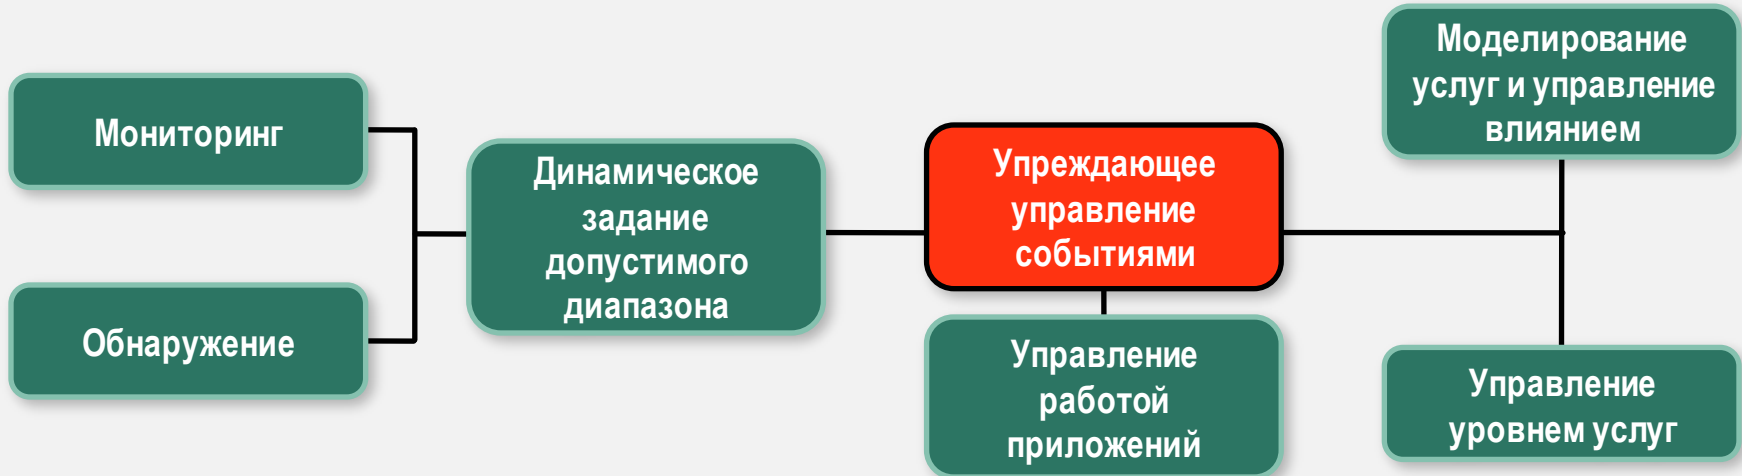 Мониторинг
Обнаружение
Динамическое
задание
допустимого
диапазона
Упреждающее
управление
событиями
Управление
работой
приложений
Моделирование
услуг и управление
влиянием
Управление
уровнем услуг